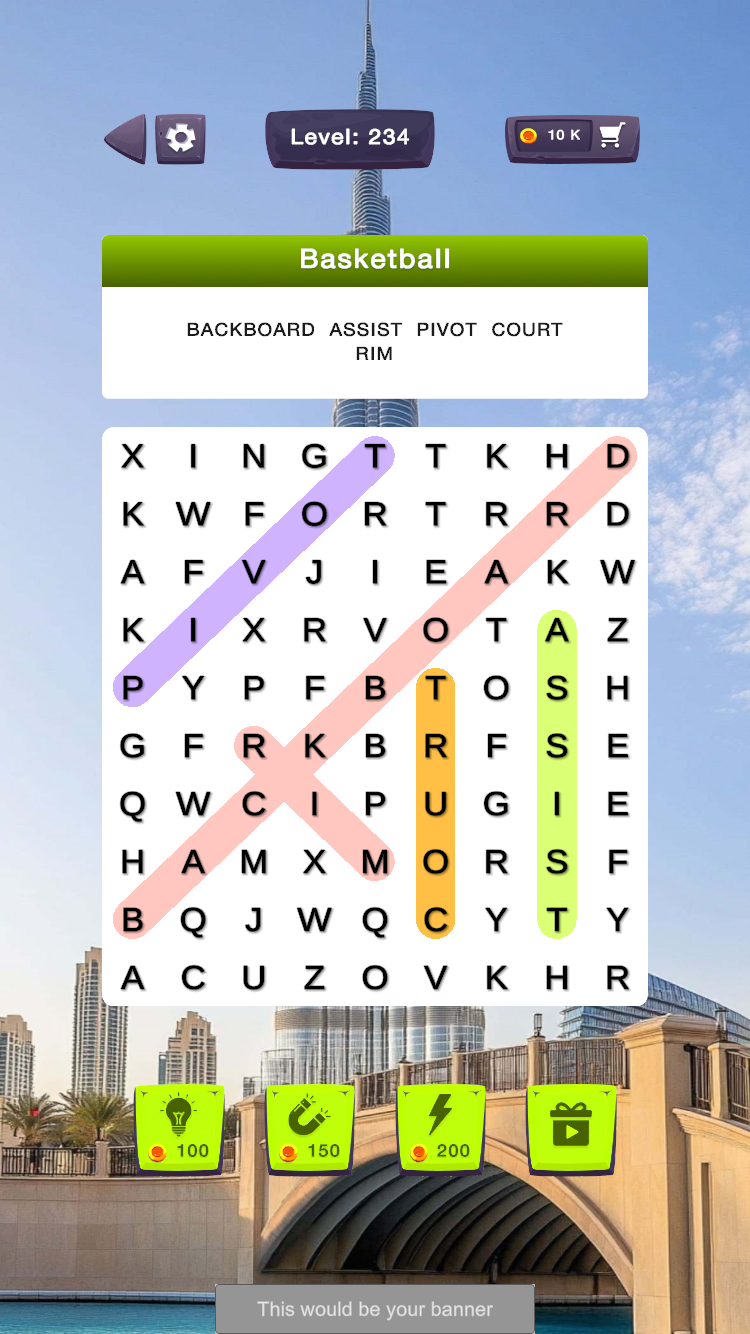 Level: 234
10 K
Basketball
BACKBOARD ASSIST PIVOT COURT
RIM
X I N G T T K H D
K W F O R T R R D
A F V J I E A K W
K I X R V O T A Z
P Y P F B T O S H
G F R K B R F S E
Q W C I P U G I E
H A M X M O R S F
B Q J W Q C Y T Y
A C U Z O V K H R
100 150 200
This would be your banner